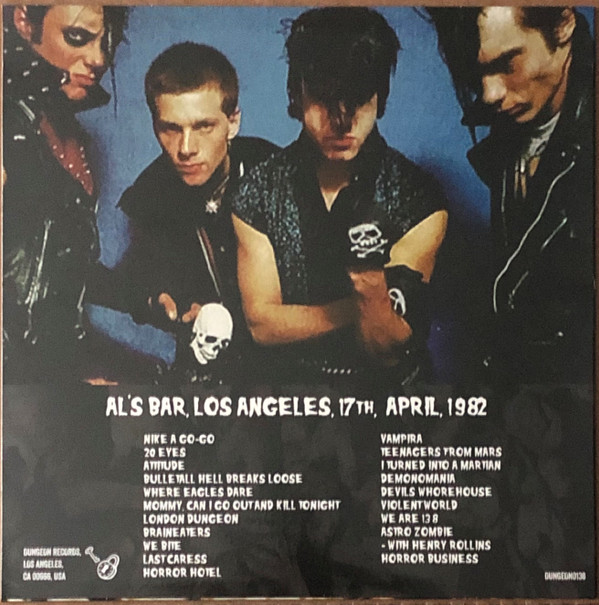 AL'S BAR, LOS ANGELES, 17TH, APRIL, 1982
NIKE A GO-GO
20 EYES
ATTITUDE
BULLET ALL HELL BREAKS LOOSE
WHERE EAGLES DARE
MOMMY, CAN I GO OUT AND KILL TONIGHT
LONDON DUNGEON
BRAINEATERS
WE BITE
LAST CARESS
HORROR HOTEL
VAMPIRA
TEENAGERS FROM MARS
I TURNED INTO A MARTIAN
DEMONOMANIA
DEVILS WHOREHOUSE
VIOLENT WORLD
WE ARE 138
ASTRO ZOMBIE
- WITH HENRY ROLLINS
HORROR BUSINESS
DUNGEON RECORDS,
LOS ANGELES,
CA 00666, USA
DUNGEON0138